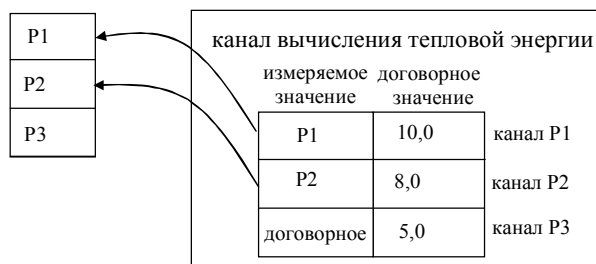 P1
P2
P3
канал вычисления тепловой энергии
измеряемое значение
договорное значение
P1 10,0 канал P1
P2 8,0 канал P2
договорное 5,0 канал P3